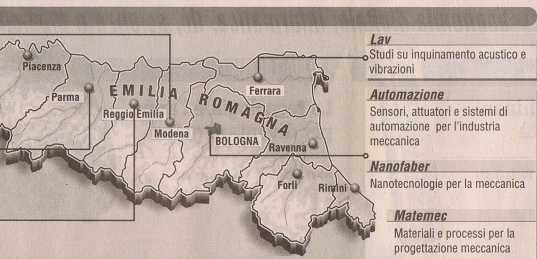 Piacenza
Parma
EMILIA ROMAGNA
Reggio Emilia
Modena
Ferrara
BOLOGNA
Ravenna
Forlì
Rimini
Lav
Studi su inquinamento acustico e
vibrazioni
Automazione
Sensori, attuatori e sistemi di
automazione per l'industria
meccanica
Nanofaber
Nanotecnologie per la meccanica
Matemec
Materiali e processi per la
progettazione meccanica